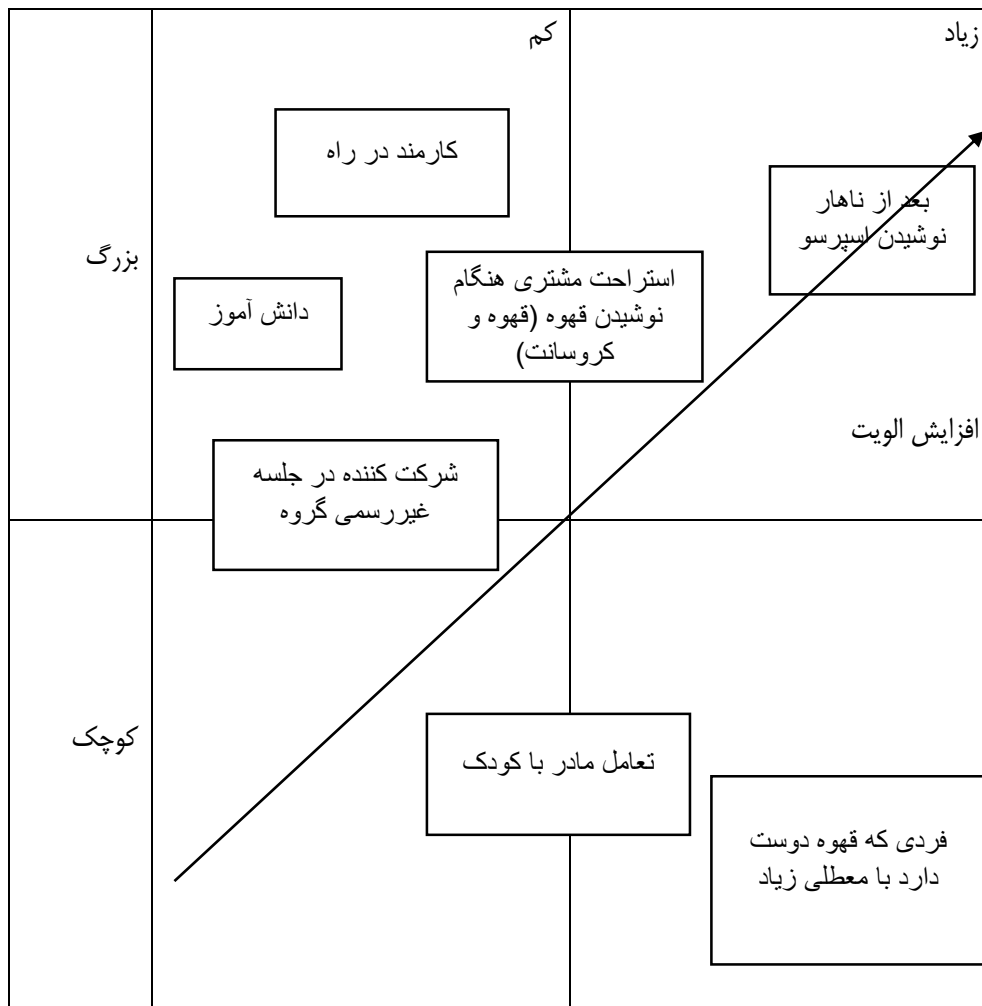 زیاد
کم
کارمند در راه
بعد از ناهار
نوشیدن اسپرسو
بزرگ
استراحت مشتری هنگام
نوشیدن قهوه (قهوه و
کروسانت)
دانش آموز
افزایش الویت
شرکت کننده در جلسه
غیررسمی گروه
کوچک
تعامل مادر با کودک
فردی که قهوه دوست
دارد با معطلی زیاد